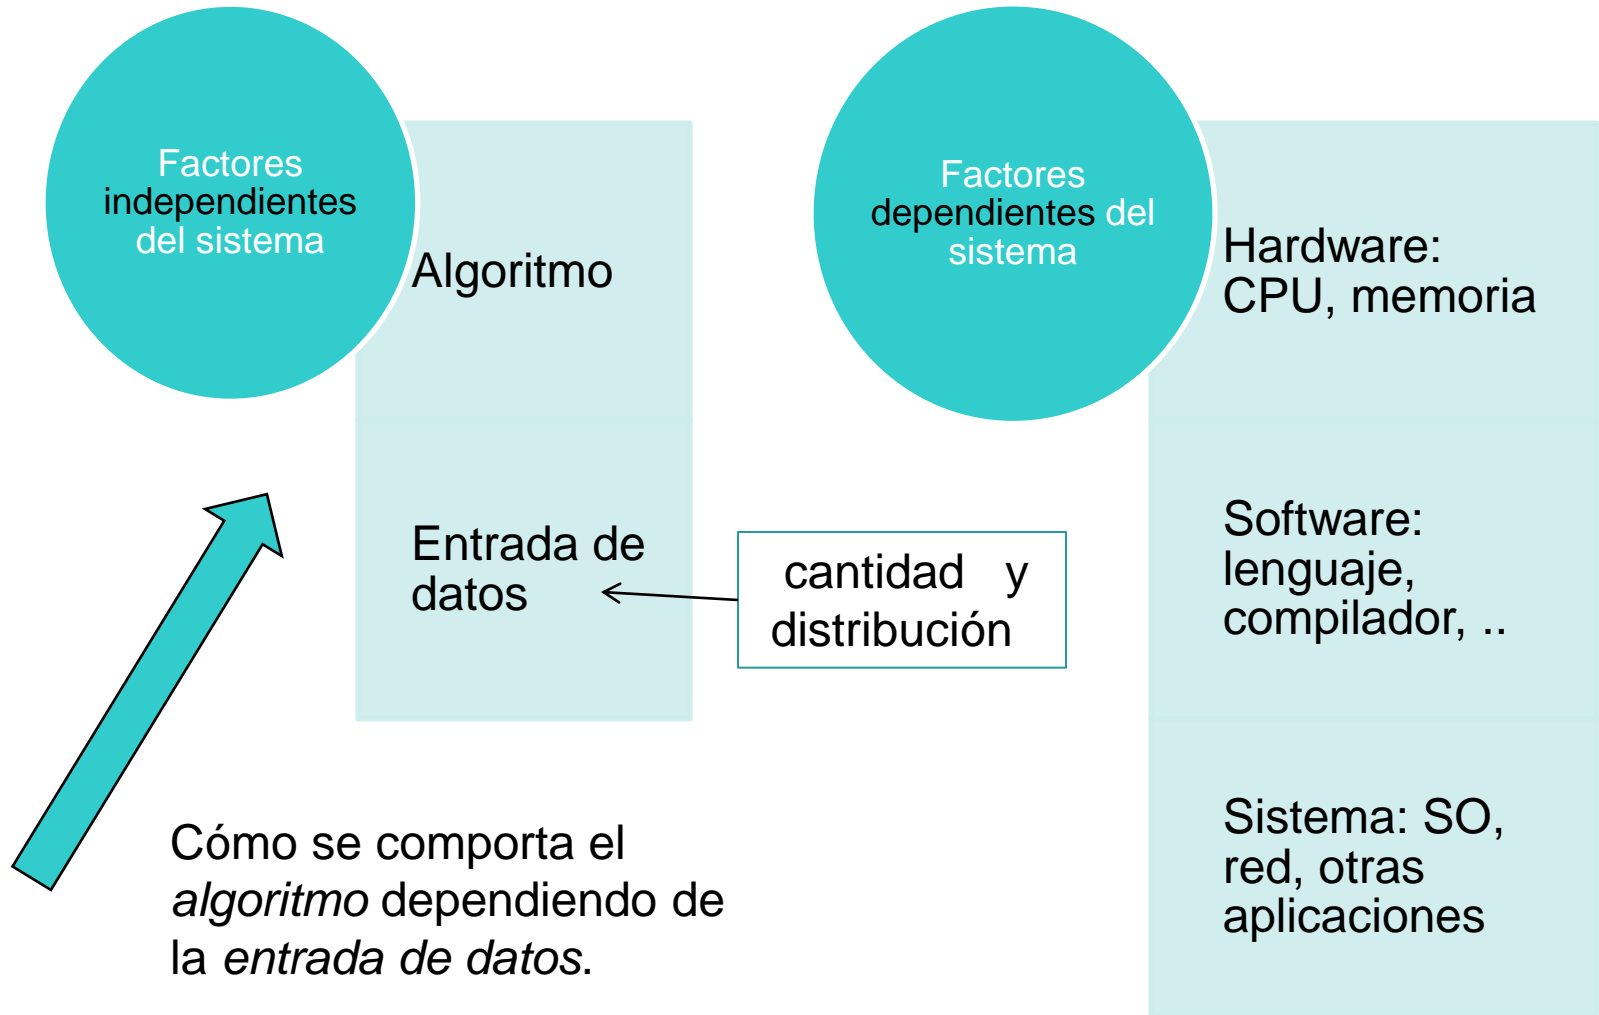 Factores
independientes
del sistema
Algoritmo
Entrada de
datos
cantidad y
distribución
Cómo se comporta el
algoritmo dependiendo de
la entrada de datos.
Factores
dependientes del
sistema
Hardware:
CPU, memoria
Software:
lenguaje,
compilador, ..
Sistema: SO,
red, otras
aplicaciones